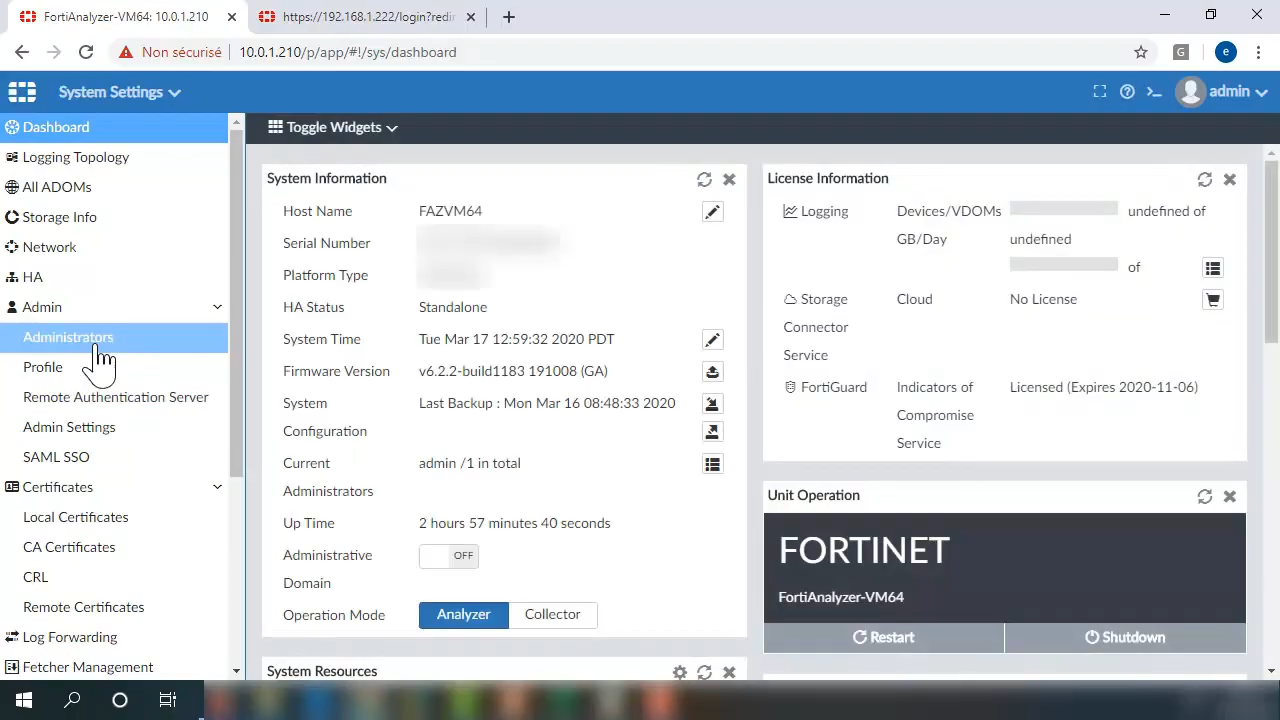 FortiAnalyzer-VM64: 10.0.1.210
https://192.168.1.222/login?redir
Non sécurisé
10.0.1.210/p/app/#!/sys/dashboard
G
e
System Settings
admin
Dashboard
Logging Topology
All ADOMs
Storage Info
Network
HA
Admin
Administrators
Profile
Remote Authentication Server
Admin Settings
SAML SSO
Certificates
Local Certificates
CA Certificates
CRL
Remote Certificates
Log Forwarding
Fetcher Management
Toggle Widgets
System Information
Host Name FAZVM64
Serial Number
Platform Type
HA Status Standalone
System Time Tue Mar 17 12:59:32 2020 PDT
Firmware Version v6.2.2-build1183 191008 (GA)
System Last Backup : Mon Mar 16 08:48:33 2020
Configuration
Current admin /1 in total
Administrators
Up Time 2 hours 57 minutes 40 seconds
Administrative OFF
Domain
Operation Mode Analyzer Collector
System Resources
License Information
Logging Devices/VDOMs undefined of
GB/Day undefined
of
Storage Cloud No License
Connector
Service
FortiGuard Indicators of Licensed (Expires 2020-11-06)
Compromise
Service
Unit Operation
FORTINET
FortiAnalyzer-VM64
Restart Shutdown